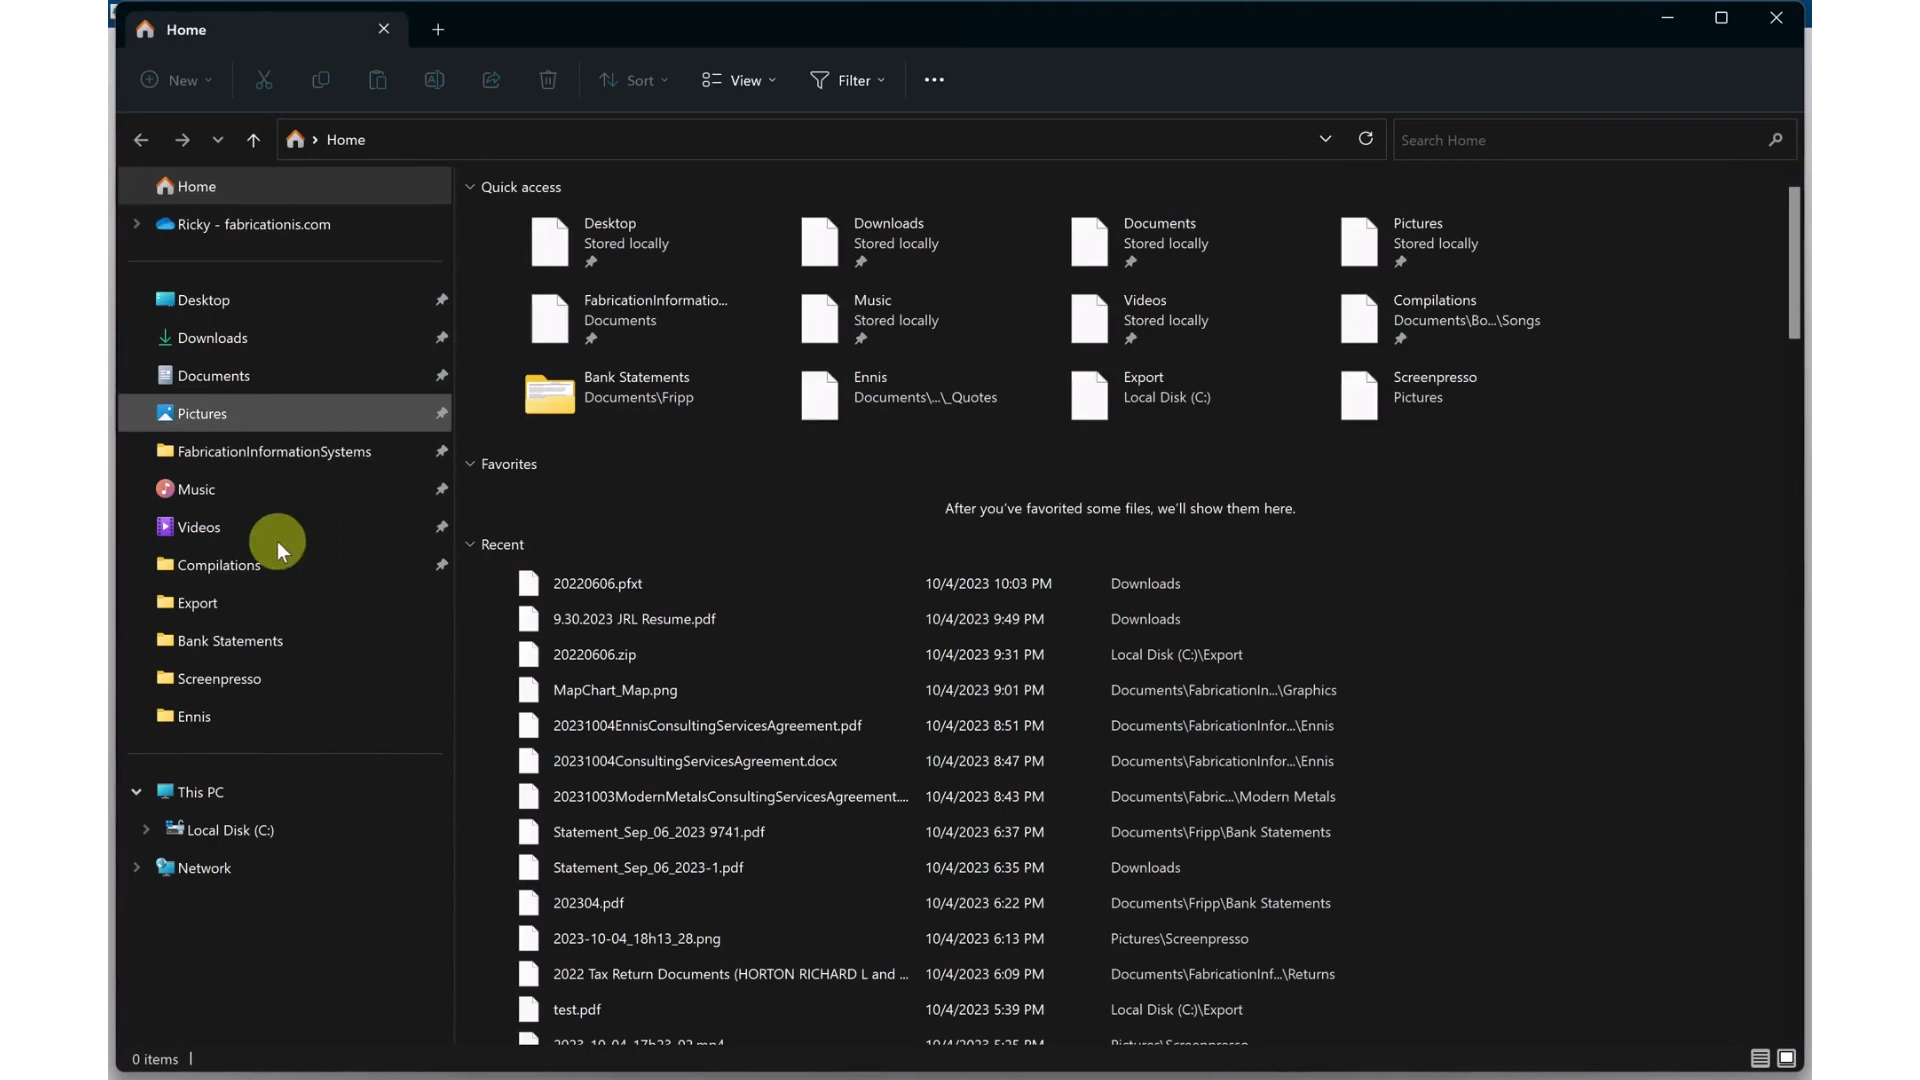 Home
New
Sort
View
Filter
Home
Search Home
Home
Ricky - fabricationis.com
Desktop
Downloads
Documents
Pictures
FabricationInformationSystems
Music
Videos
Compilations
Export
Bank Statements
Screenpresso
Ennis
This PC
Local Disk (C:)
Network
Quick access
Desktop
Stored locally
Downloads
Stored locally
Documents
Stored locally
Pictures
Stored locally
FabricationInformatio...
Documents
Music
Stored locally
Videos
Stored locally
Compilations
Documents\Bo...\Songs
Bank Statements
Documents\Fripp
Ennis
Documents\...\_Quotes
Export
Local Disk (C:)
Screenpresso
Pictures
Favorites
After you've favorited some files, we'll show them here.
Recent
20220606.pfxt 10/4/2023 10:03 PM Downloads
9.30.2023 JRL Resume.pdf 10/4/2023 9:49 PM Downloads
20220606.zip 10/4/2023 9:31 PM Local Disk (C:)\Export
MapChart_Map.png 10/4/2023 9:01 PM Documents\FabricationIn...\Graphics
20231004EnnisConsultingServicesAgreement.pdf 10/4/2023 8:51 PM Documents\FabricationInfor...\Ennis
20231004ConsultingServicesAgreement.docx 10/4/2023 8:47 PM Documents\FabricationInfor...\Ennis
20231003ModernMetalsConsultingServicesAgreement.... 10/4/2023 8:43 PM Documents\Fabric...\Modern Metals
Statement_Sep_06_2023 9741.pdf 10/4/2023 6:37 PM Documents\Fripp\Bank Statements
Statement_Sep_06_2023-1.pdf 10/4/2023 6:35 PM Downloads
202304.pdf 10/4/2023 6:22 PM Documents\Fripp\Bank Statements
2023-10-04_18h13_28.png 10/4/2023 6:13 PM Pictures\Screenpresso
2022 Tax Return Documents (HORTON RICHARD L and ... 10/4/2023 6:09 PM Documents\FabricationInf...\Returns
test.pdf 10/4/2023 5:39 PM Local Disk (C:)\Export
0 items